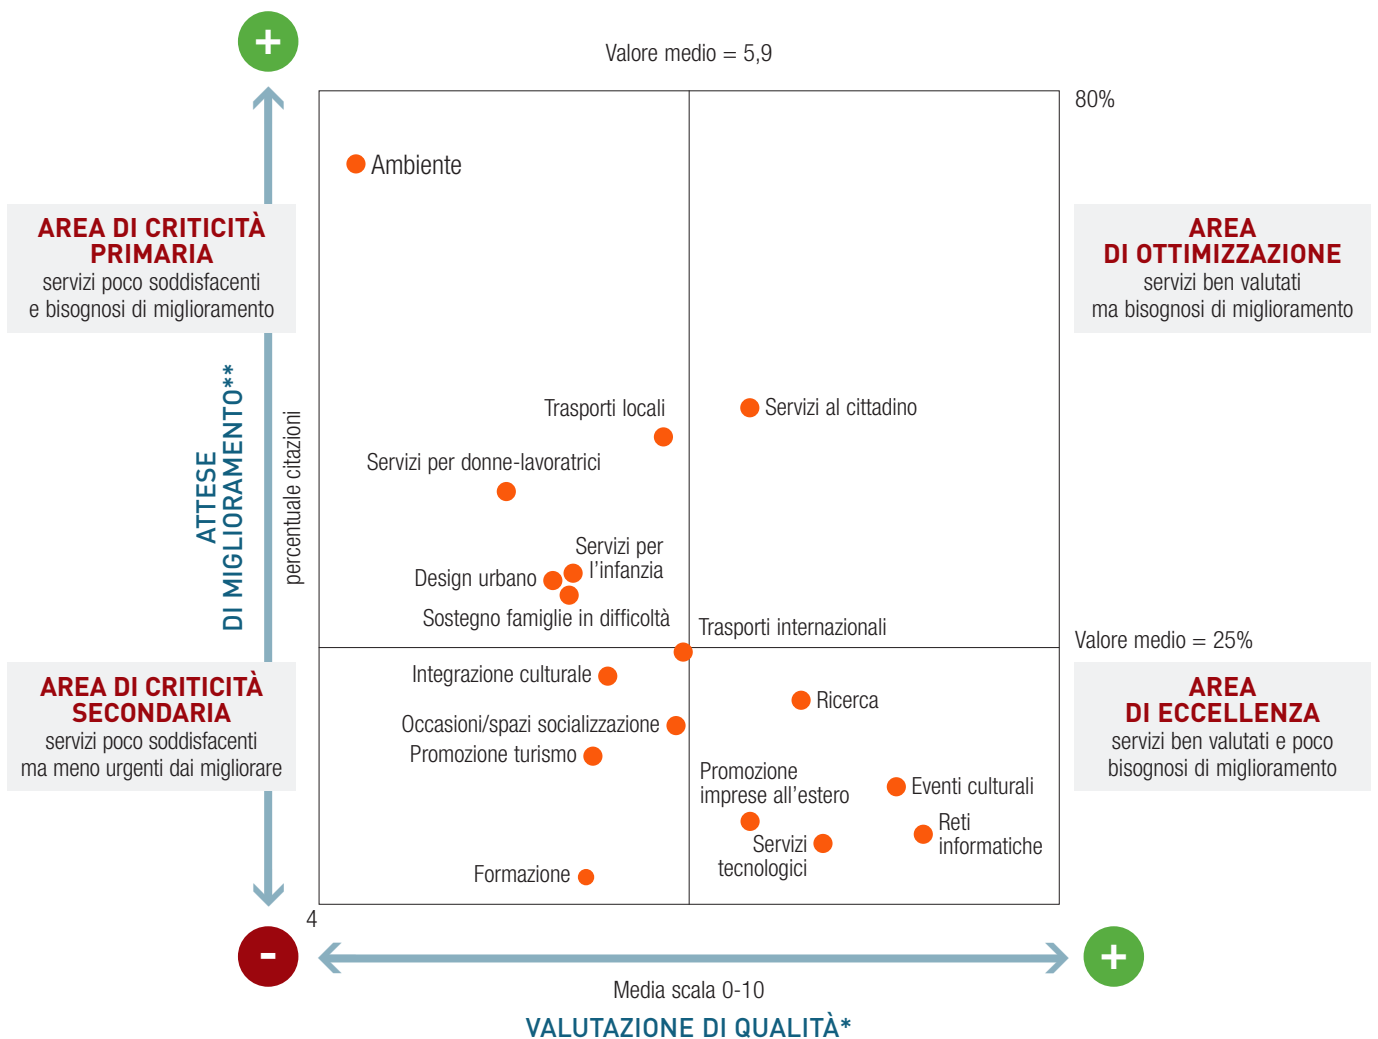 +
Valore medio = 5,9
80%
Ambiente
AREA DI CRITICITÀ
PRIMARIA
servizi poco soddisfacenti
e bisognosi di miglioramento
AREA
DI OTTIMIZZAZIONE
servizi ben valutati
ma bisognosi di miglioramento
ATTESE
DI MIGLIORAMENTO**
percentuale citazioni
Trasporti locali
Servizi al cittadino
Servizi per donne-lavoratrici
Servizi per
l'infanzia
Design urbano
Sostegno famiglie in difficoltà
Trasporti internazionali
Valore medio = 25%
AREA DI CRITICITÀ
SECONDARIA
servizi poco soddisfacenti
ma meno urgenti dai migliorare
Integrazione culturale
Ricerca
Occasioni/spazi socializzazione
Promozione turismo
AREA
DI ECCELLENZA
servizi ben valutati e poco
bisognosi di miglioramento
Promozione
imprese all'estero
Eventi culturali
Reti
informatiche
Servizi
tecnologici
Formazione
4
-
+
Media scala 0-10
VALUTAZIONE DI QUALITÀ*